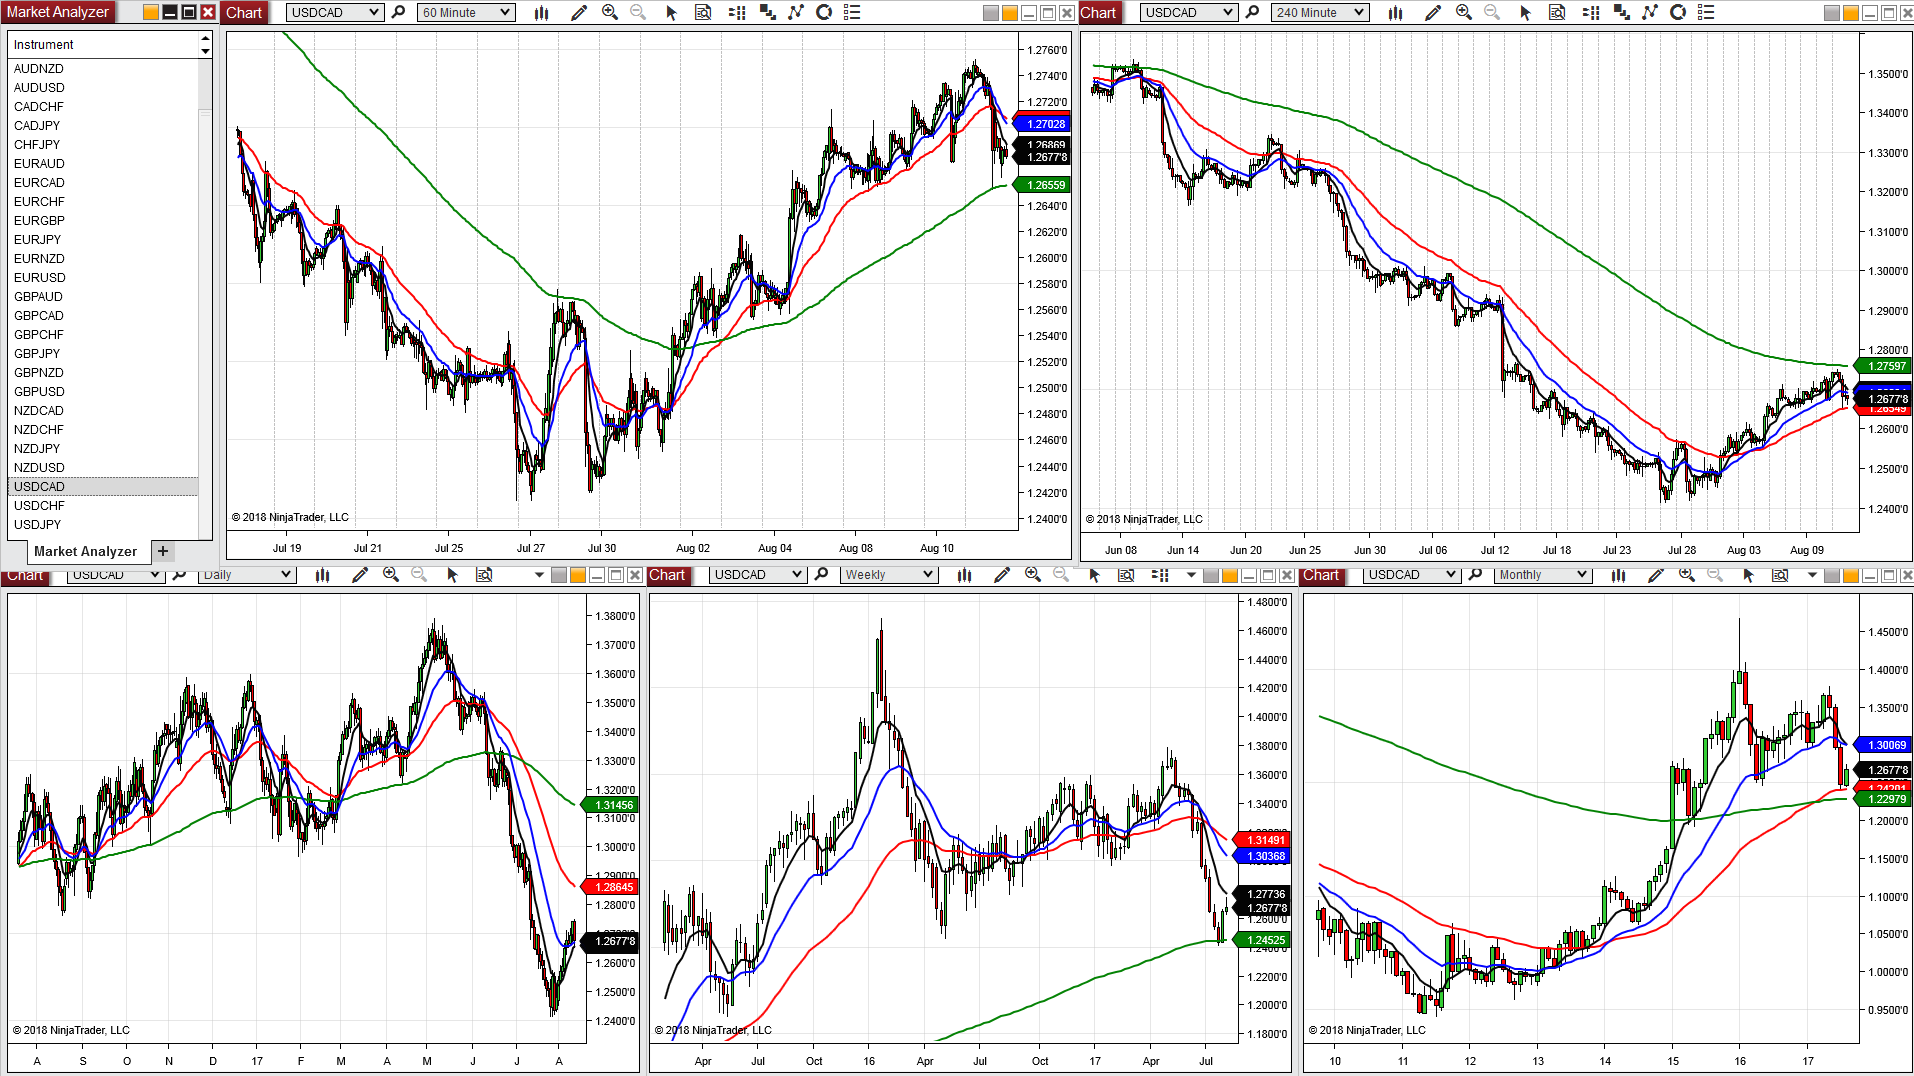 Market Analyzer
Instrument
AUDNZD
AUDUSD
CADCHF
CADJPY
CHFJPY
EURAUD
EURCAD
EURCHF
EURGBP
EURJPY
EURNZD
EURUSD
GBPAUD
GBPCAD
GBPCHF
GBPJPY
GBPNZD
GBPUSD
NZDCAD
NZDCHF
NZDJPY
NZDUSD
USDCAD
USDCHF
USDJPY
Market Analyzer +
Chart USDCAD 60 Minute
1.2760'0
1.2740'0
1.2720'0
1.27028
1.26869
1.2677'8
1.26559
1.2640'0
1.2620'0
1.2600'0
1.2580'0
1.2560'0
1.2540'0
1.2520'0
1.2500'0
1.2480'0
1.2460'0
1.2440'0
1.2420'0
1.2400'0
© 2018 NinjaTrader, LLC
Jul 19 Jul 21 Jul 25 Jul 27 Jul 30 Aug 02 Aug 04 Aug 08 Aug 10
Chart USDCAD 240 Minute
1.3500'0
1.3400'0
1.3300'0
1.3200'0
1.3100'0
1.3000'0
1.2900'0
1.2800'0
1.27597
1.2677'8
1.26549
1.2600'0
1.2500'0
1.2400'0
© 2018 NinjaTrader, LLC
Jun 08 Jun 14 Jun 20 Jun 25 Jun 30 Jul 06 Jul 12 Jul 18 Jul 23 Jul 28 Aug 03 Aug 09
Chart USDCAD Daily
1.3800'0
1.3700'0
1.3600'0
1.3500'0
1.3400'0
1.3300'0
1.3200'0
1.31456
1.3100'0
1.3000'0
1.2900'0
1.28645
1.2800'0
1.2677'8
1.2600'0
1.2500'0
1.2400'0
© 2018 NinjaTrader, LLC
A S O N D 17 F M A M J J A
Chart USDCAD Weekly
1.4800'0
1.4600'0
1.4400'0
1.4200'0
1.4000'0
1.3800'0
1.3600'0
1.3400'0
1.31491
1.30368
1.27736
1.2677'8
1.2600'0
1.24525
1.2400'0
1.2200'0
1.2000'0
1.1800'0
© 2018 NinjaTrader, LLC
Apr Jul Oct 16 Apr Jul Oct 17 Apr Jul
Chart USDCAD Monthly
1.4500'0
1.4000'0
1.3500'0
1.30069
1.2677'8
1.22979
1.2000'0
1.1500'0
1.1000'0
1.0500'0
1.0000'0
0.9500'0
© 2018 NinjaTrader, LLC
10 11 12 13 14 15 16 17